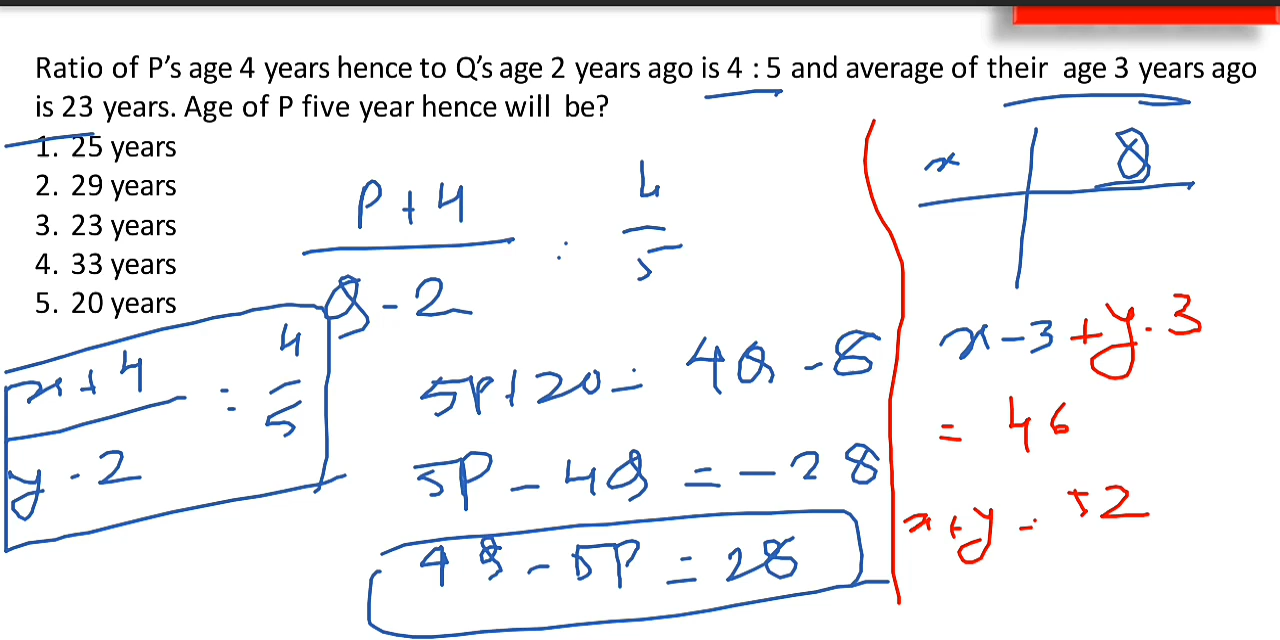 Ratio of P's age 4 years hence to Q's age 2 years ago is 4 : 5 and average of their age 3 years ago
is 23 years. Age of P five year hence will be?
1. 25 years
2. 29 years
3. 23 years
4. 33 years
5. 20 years
P+4
Q-2
:
4
5
x+4
y-2
=
4
5
5P+20=4Q-8
5P-4Q=-28
4Q-5P=28
x
Q
x-3+y-3
=46
x+y=52